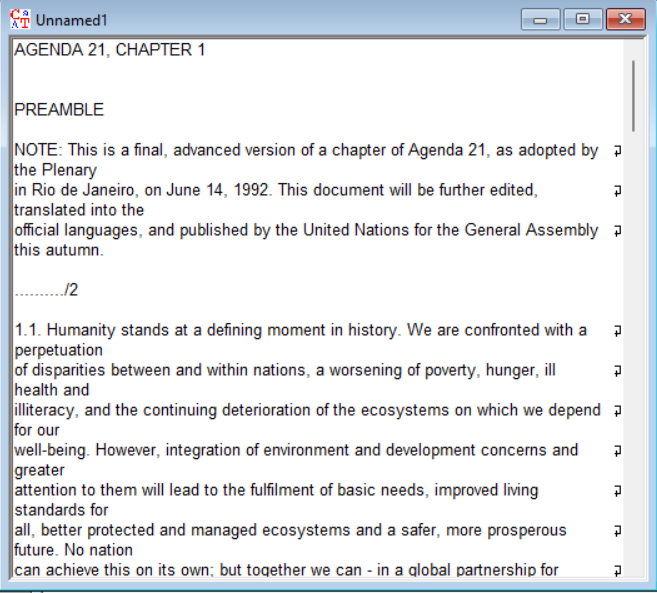 Unnamed1
AGENDA 21, CHAPTER 1
PREAMBLE
NOTE: This is a final, advanced version of a chapter of Agenda 21, as adopted by
the Plenary
in Rio de Janeiro, on June 14, 1992. This document will be further edited,
translated into the
official languages, and published by the United Nations for the General Assembly
this autumn.
........../2
1.1. Humanity stands at a defining moment in history. We are confronted with a
perpetuation
of disparities between and within nations, a worsening of poverty, hunger, ill
health and
illiteracy, and the continuing deterioration of the ecosystems on which we depend
for our
well-being. However, integration of environment and development concerns and
greater
attention to them will lead to the fulfilment of basic needs, improved living
standards for
all, better protected and managed ecosystems and a safer, more prosperous
future. No nation
can achieve this on its own; but together we can - in a global partnership for